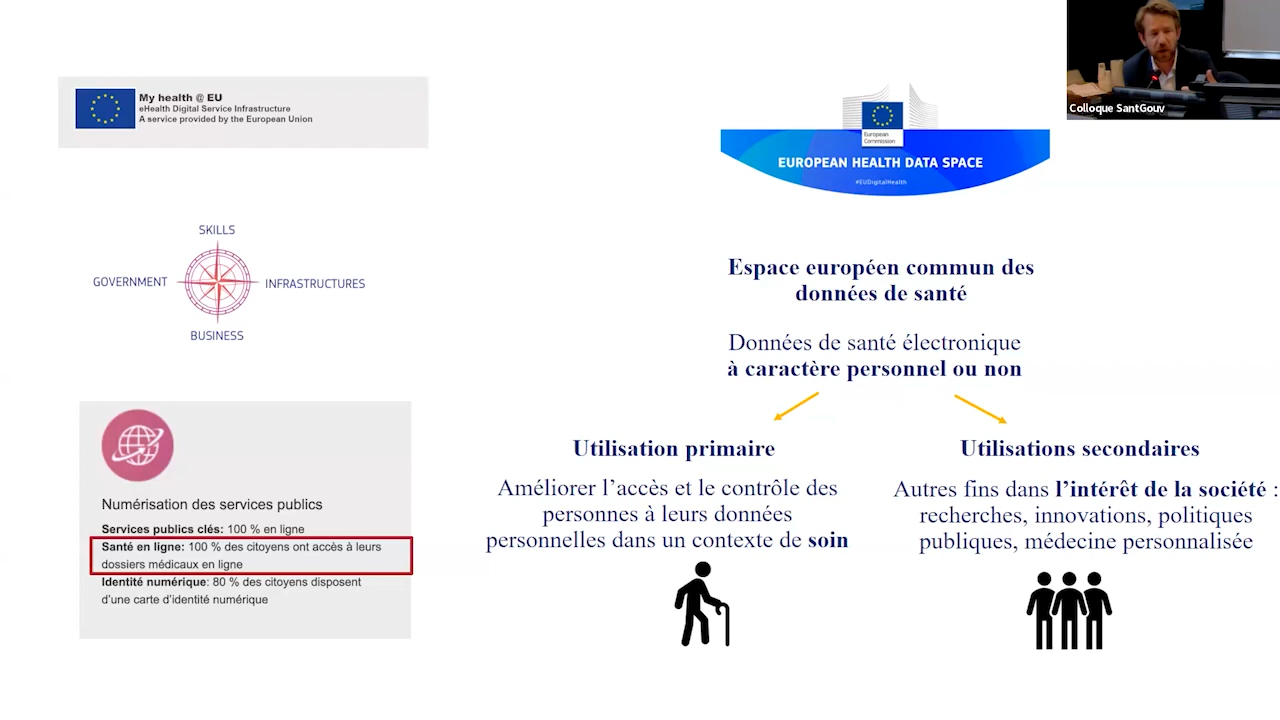 My health @ EU
eHealth Digital Service Infrastructure
A service provided by the European Union
SKILLS
GOVERNMENT
INFRASTRUCTURES
BUSINESS
Numérisation des services publics
Services publics clés: 100 % en ligne
Santé en ligne: 100 % des citoyens ont accès à leurs
dossiers médicaux en ligne
Identité numérique: 80 % des citoyens disposent
d'une carte d'identité numérique
European
Commission
EUROPEAN HEALTH DATA SPACE
#EUDigitalHealth
Espace européen commun des
données de santé
Données de santé électronique
à caractère personnel ou non
Utilisation primaire
Améliorer l'accès et le contrôle des
personnes à leurs données
personnelles dans un contexte de soin
Utilisations secondaires
Autres fins dans l'intérêt de la société :
recherches, innovations, politiques
publiques, médecine personnalisée
Colloque SantGouv